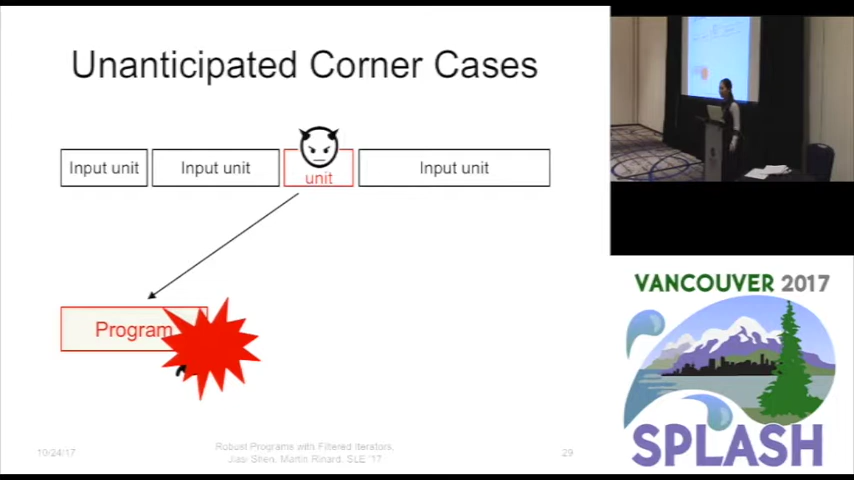 Unanticipated Corner Cases
Input unit
Input unit
unit
Input unit
Program
10/24/17
Robust Programs with Filtered Iterators,
Jiasi Shen, Martin Rinard, SLE '17
29
VANCOUVER 2017
SPLASH